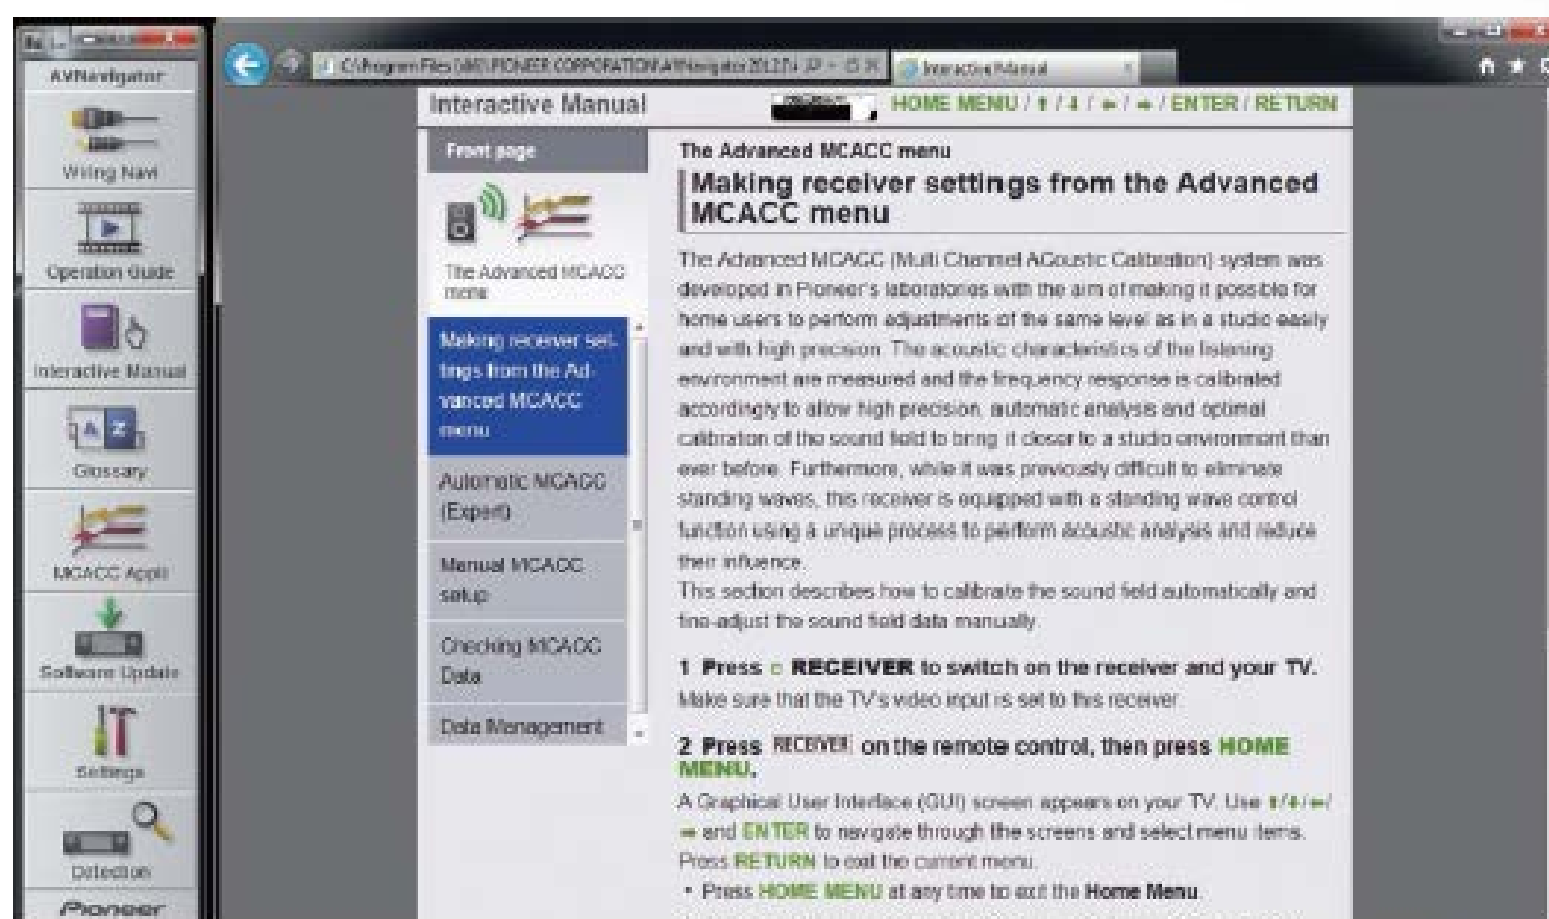 AVNavigator
Wiring Navi
Operation Guide
Interactive Manual
Glossary
MCACC Appli
Software Update
Settings
Detection
Pioneer
C:\Program Files (x86)\PIONEER CORPORATION\AVNavigator2012
Interactive Manual
Interactive Manual
HOME MENU / ↑ / ↓ / ← / → / ENTER / RETURN
Front page
The Advanced MCACC
menu
Making receiver set-
tings from the Ad-
vanced MCACC
menu
Automatic MCACC
(Expert)
Manual MCACC
setup
Checking MCACC
Data
Data Management
The Advanced MCACC menu
Making receiver settings from the Advanced
MCACC menu
The Advanced MCACC (Multi Channel ACoustic Calibration) system was
developed in Pioneer's laboratories with the aim of making it possible for
home users to perform adjustments of the same level as in a studio easily
and with high precision. The acoustic characteristics of the listening
environment are measured and the frequency response is calibrated
accordingly to allow high precision, automatic analysis and optimal
calibration of the sound field to bring it closer to a studio environment than
ever before. Furthermore, while it was previously difficult to eliminate
standing waves, this receiver is equipped with a standing wave control
function using a unique process to perform acoustic analysis and reduce
their influence.
This section describes how to calibrate the sound field automatically and
fine-adjust the sound field data manually.
1 Press RECEIVER to switch on the receiver and your TV.
Make sure that the TV's video input is set to this receiver.
2 Press RECEIVER on the remote control, then press HOME
MENU.
A Graphical User Interface (GUI) screen appears on your TV. Use ↑/↓/←/
→ and ENTER to navigate through the screens and select menu items.
Press RETURN to exit the current menu.
• Press HOME MENU at any time to exit the Home Menu.